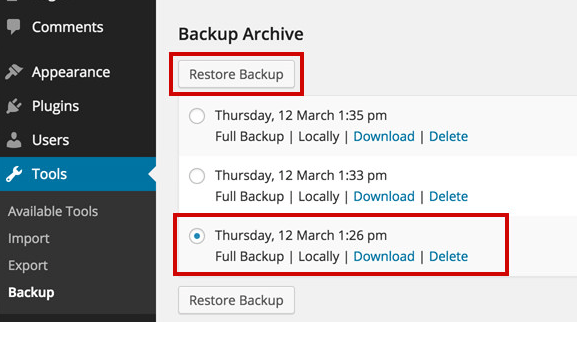 Comments
Appearance
Plugins
Users
Tools
Available Tools
Import
Export
Backup
Backup Archive
Restore Backup
Thursday, 12 March 1:35 pm
Full Backup | Locally | Download | Delete
Thursday, 12 March 1:33 pm
Full Backup | Locally | Download | Delete
Thursday, 12 March 1:26 pm
Full Backup | Locally | Download | Delete
Restore Backup